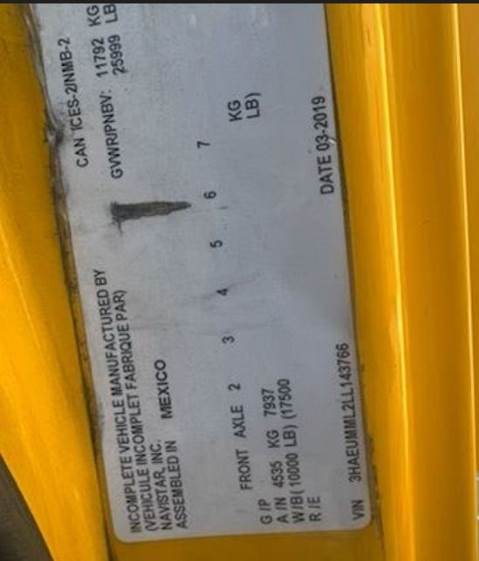 INCOMPLETE VEHICLE MANUFACTURED BY
(VEHICULE INCOMPLET FABRIQUE PAR)
NAVISTAR, INC.
ASSEMBLED IN MEXICO
CAN ICES-2/NMB-2
GVWR/PNBV: 11792 KG
25999 LB
FRONT AXLE 2 3 4 5 6 7
G/P
A/N 4535 KG 7937 KG
W/B( 10000 LB) (17500 LB)
R/E
DATE 03-2019
VIN 3HAEUMML2LL143766